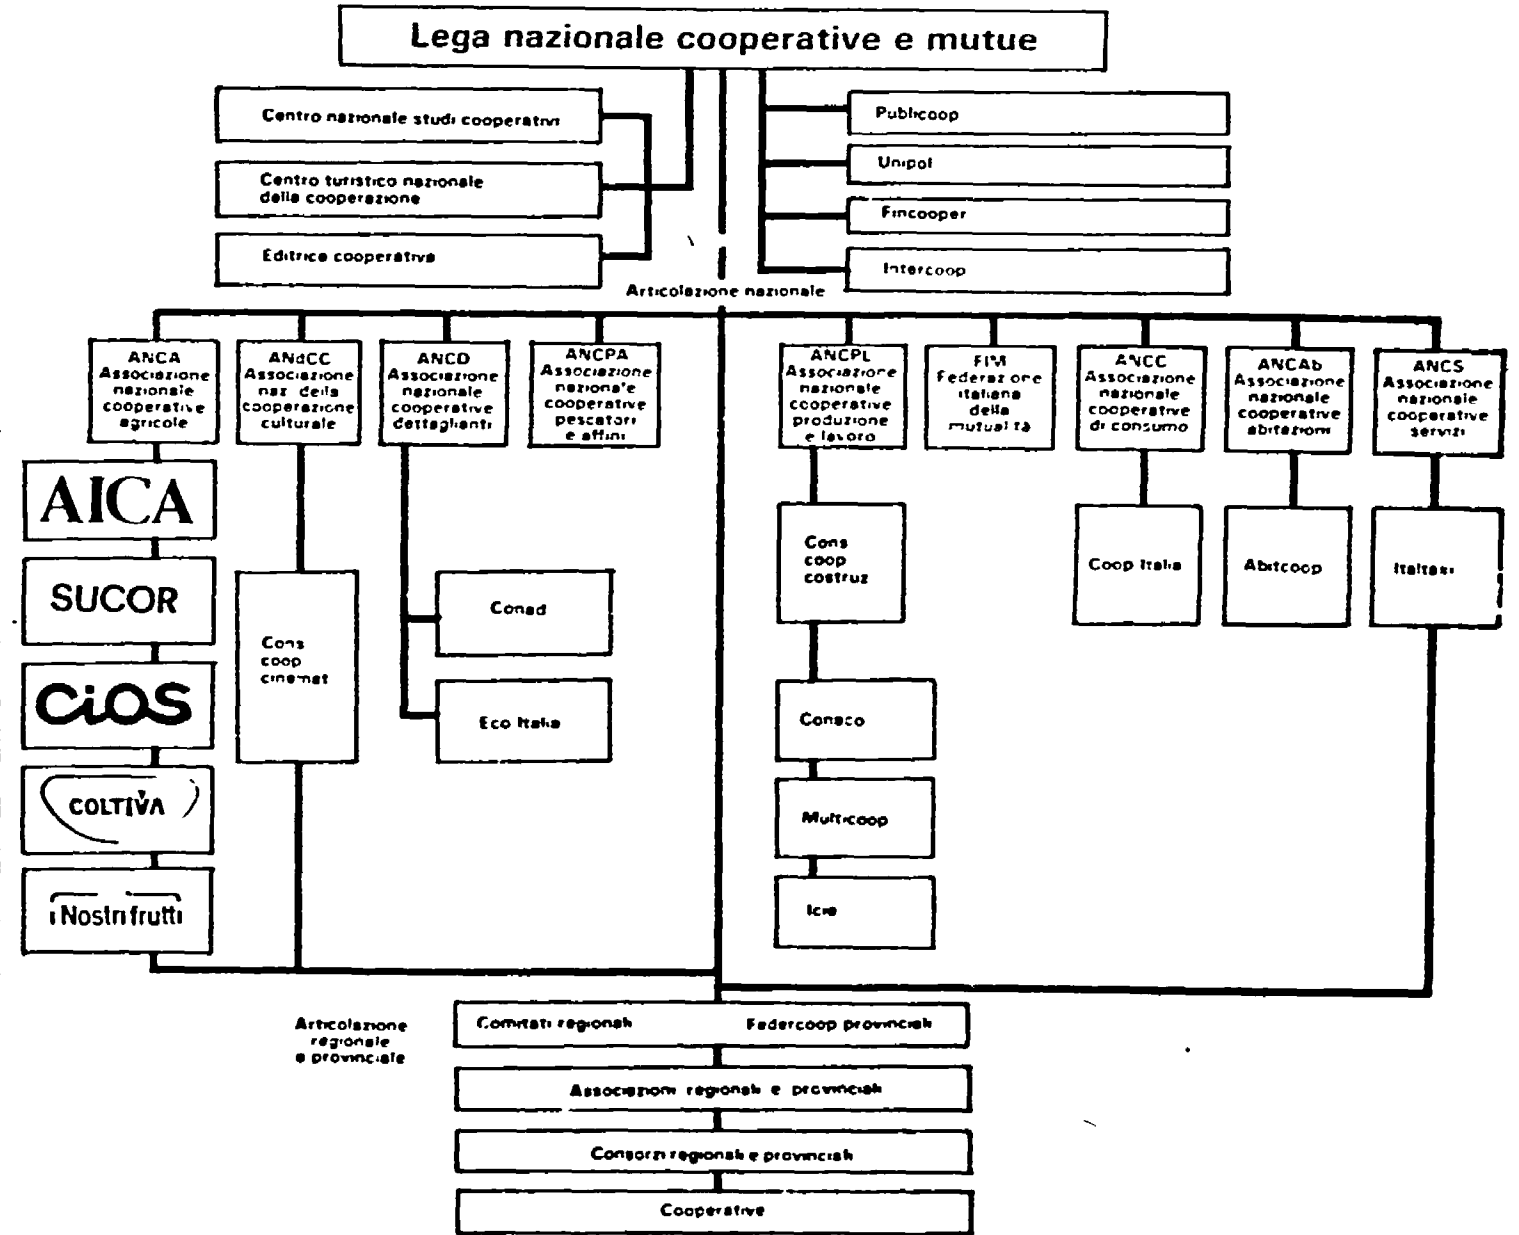 Lega nazionale cooperative e mutue
Centro nazionale studi cooperativi
Centro turistico nazionale
della cooperazione
Editrice cooperativa
Publicoop
Unipol
Fincooper
Intercoop
Articolazione nazionale
ANCA
Associazione
nazionale
cooperative
agricole
ANdCC
Associazione
naz della
cooperazione
culturale
ANCD
Associazione
nazionale
cooperative
dettaglianti
ANCPA
Associazione
nazionale
cooperative
pescatori
e affini
ANCPL
Associazione
nazionale
cooperative
produzione
e lavoro
FIM
Federazione
italiana
della
mutualità
ANCC
Associazione
nazionale
cooperative
di consumo
ANCAb
Associazione
nazionale
cooperative
abitazioni
ANCS
Associazione
nazionale
cooperative
servizi
AICA
SUCOR
CiOS
COLTIVA
i Nostri frutti
Cons
coop
cinemat
Conad
Eco Italia
Cons
coop
costruz
Conaco
Multicoop
Icie
Coop Italia
Abitcoop
Italtaxi
Articolazione
regionale
e provinciale
Comitati regionali Federcoop provinciali
Associazioni regionali e provinciali
Consorzi regionali e provinciali
Cooperative